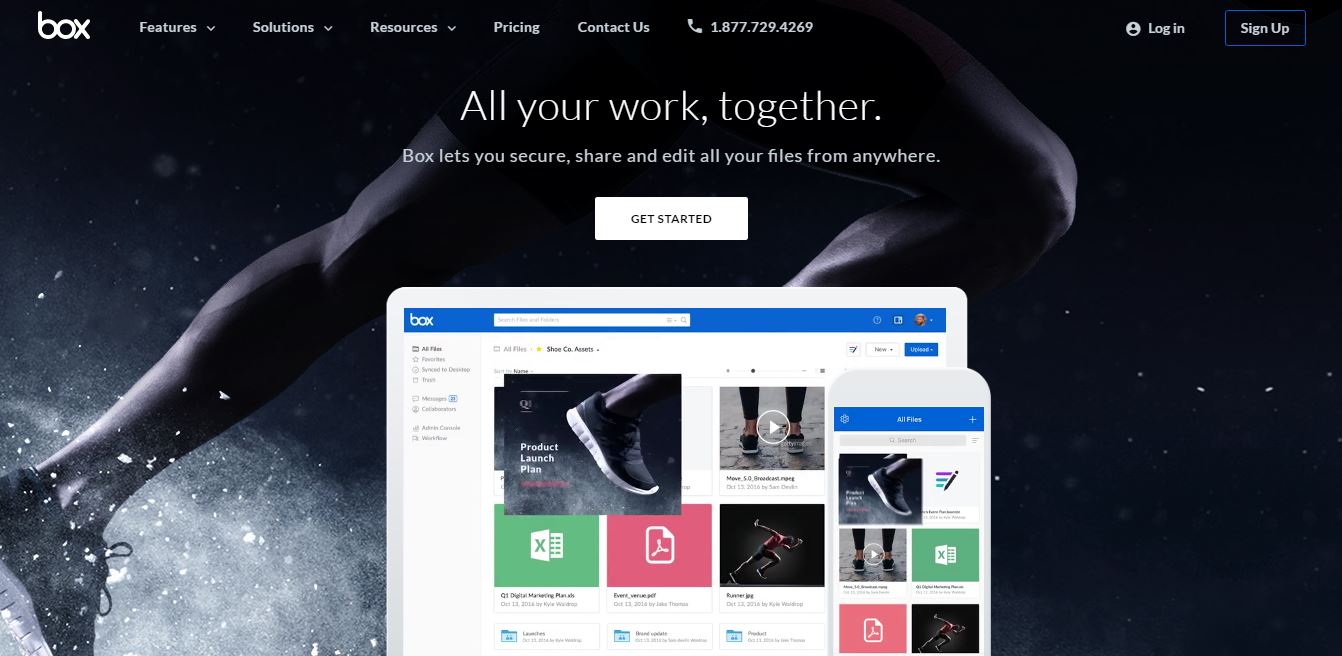 box
Features
Solutions
Resources
Pricing
Contact Us
1.877.729.4269
Log in
Sign Up
All your work, together.
Box lets you secure, share and edit all your files from anywhere.
GET STARTED
box
Search Files and Folders
All Files
Favorites
Synced to Desktop
Trash
Messages
Collaborators
Admin Console
Workflow
All Files
Shoe Co. Assets
New
Upload
Sort by Name
Q1
Product
Launch
Plan
Move_5.0_Broadcast.mpeg
Oct 13, 2016 by Sam Devlin
Q1 Digital Marketing Plan.xls
Oct 13, 2016 by Kyle Waldrop
Event_venue.pdf
Oct 13, 2016 by Jake Thomas
Runner.jpg
Oct 13, 2016 by Kyle Waldrop
Launches
Oct 13, 2016 by Kyle Waldrop
Brand update
Oct 13, 2016 by Sam Devlin Waldrop
Product
Oct 13, 2016 by Jake Thomas
All Files
Search
Product
Launch
Plan
Move_5.0_Broadcast.mpeg
Q1 Digital Marketing Plan.xls